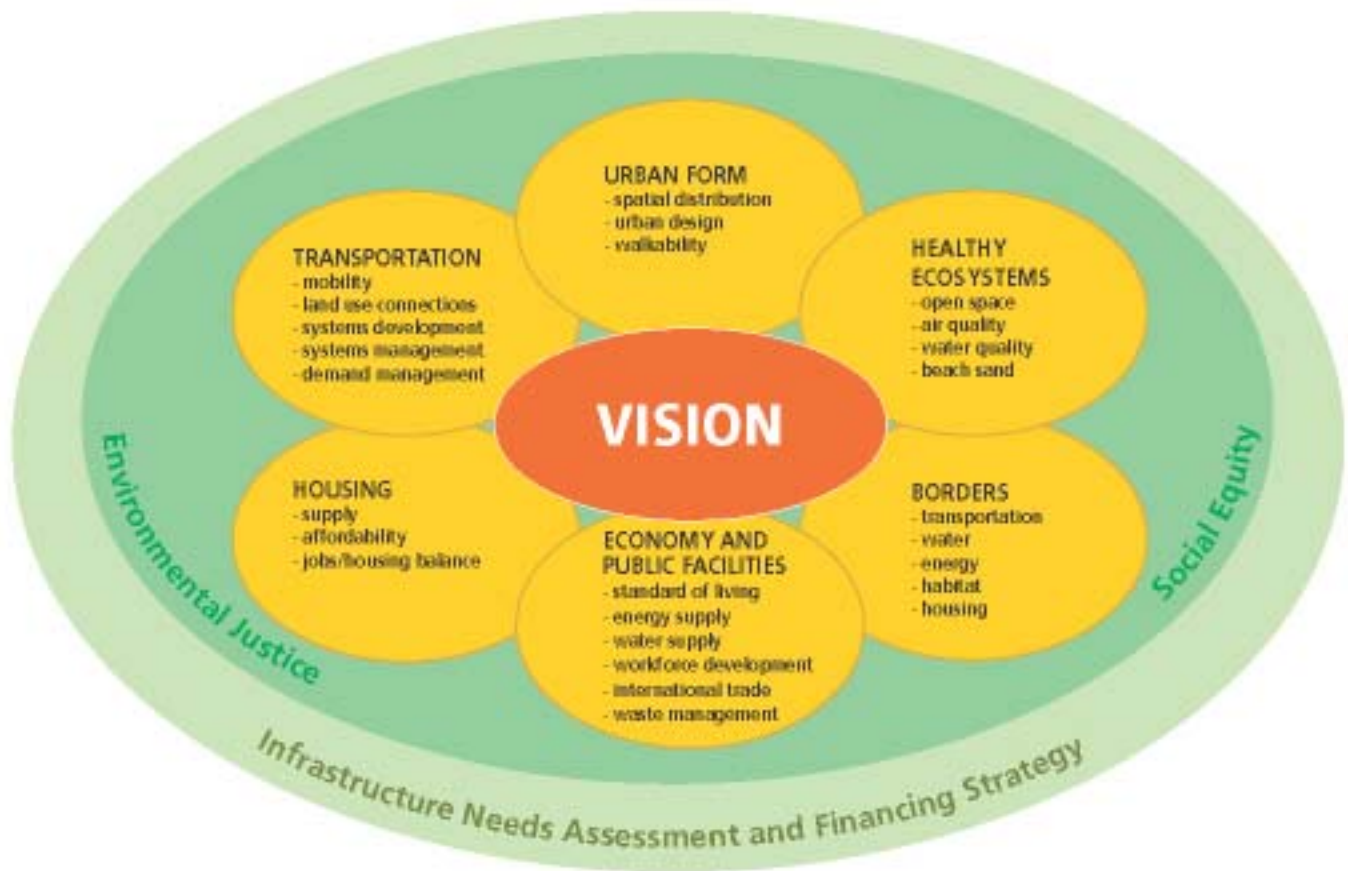 URBAN FORM
- spatial distribution
- urban design
- walkability
TRANSPORTATION
- mobility
- land use connections
- systems development
- systems management
- demand management
HEALTHY
ECOSYSTEMS
- open space
- air quality
- water quality
- beach sand
VISION
HOUSING
- supply
- affordability
- jobs/housing balance
ECONOMY AND
PUBLIC FACILITIES
- standard of living
- energy supply
- water supply
- workforce development
- international trade
- waste management
BORDERS
- transportation
- water
- energy
- habitat
- housing
Environmental Justice
Social Equity
Infrastructure Needs Assessment and Financing Strategy